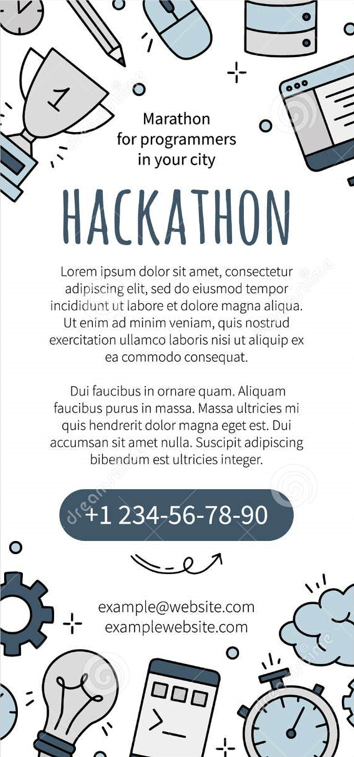 1
Marathon
for programmers
in your city
HACKATHON
Lorem ipsum dolor sit amet, consectetur
adipiscing elit, sed do eiusmod tempor
incididunt ut labore et dolore magna aliqua.
Ut enim ad minim veniam, quis nostrud
exercitation ullamco laboris nisi ut aliquip ex
ea commodo consequat.
Dui faucibus in ornare quam. Aliquam
faucibus purus in massa. Massa ultricies mi
quis hendrerit dolor magna eget est. Dui
accumsan sit amet nulla. Suscipit adipiscing
bibendum est ultricies integer.
+1 234-56-78-90
example@website.com
examplewebsite.com